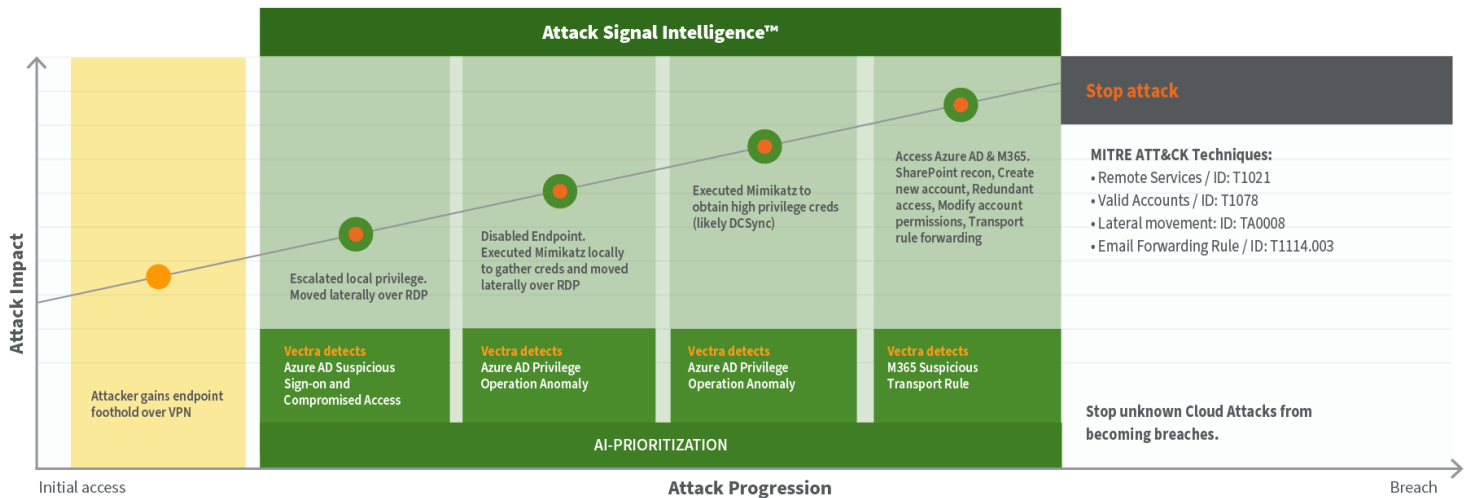 Attack Signal Intelligence™
Stop attack
MITRE ATT&CK Techniques:
• Remote Services / ID: T1021
• Valid Accounts / ID: T1078
• Lateral movement: ID: TA0008
• Email Forwarding Rule / ID: T1114.003
Stop unknown Cloud Attacks from
becoming breaches.
Attack Impact
Attacker gains endpoint
foothold over VPN
Escalated local privilege.
Moved laterally over RDP
Disabled Endpoint.
Executed Mimikatz locally
to gather creds and moved
laterally over RDP
Executed Mimikatz to
obtain high privilege creds
(likely DCSync)
Access Azure AD & M365.
SharePoint recon, Create
new account, Redundant
access, Modify account
permissions, Transport
rule forwarding
Vectra detects
Azure AD Suspicious
Sign-on and
Compromised Access
Vectra detects
Azure AD Privilege
Operation Anomaly
Vectra detects
Azure AD Privilege
Operation Anomaly
Vectra detects
M365 Suspicious
Transport Rule
AI-PRIORITIZATION
Initial access
Attack Progression
Breach